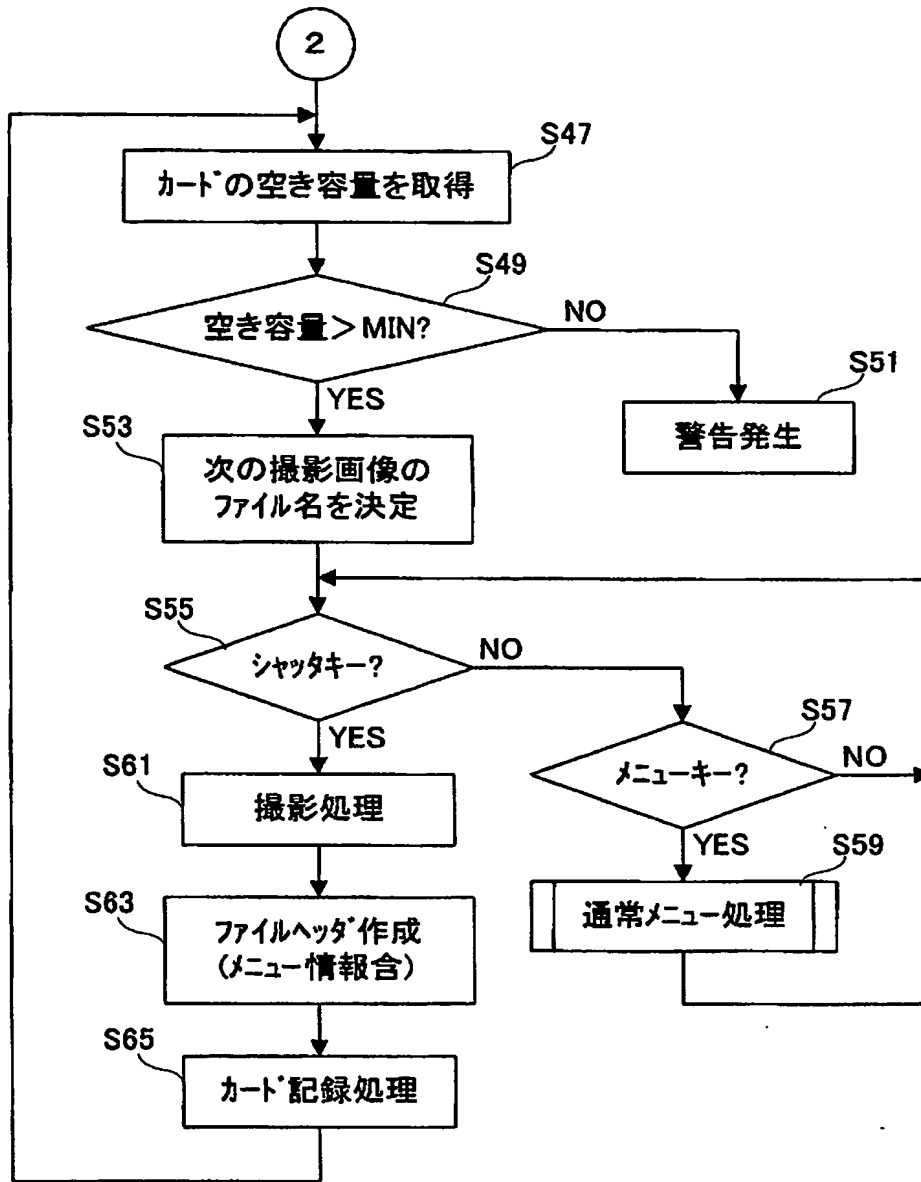 2
S47
ｶｰﾄﾞの空き容量を取得
S49
空き容量＞MIN?
NO
YES
S51
警告発生
S53
次の撮影画像の
ファイル名を決定
S55
シャッタキー?
NO
YES
S57
メニューキー?
NO
YES
S59
通常メニュー処理
S61
撮影処理
S63
ファイルヘッダ作成
(メニュー情報含)
S65
ｶｰﾄﾞ記録処理